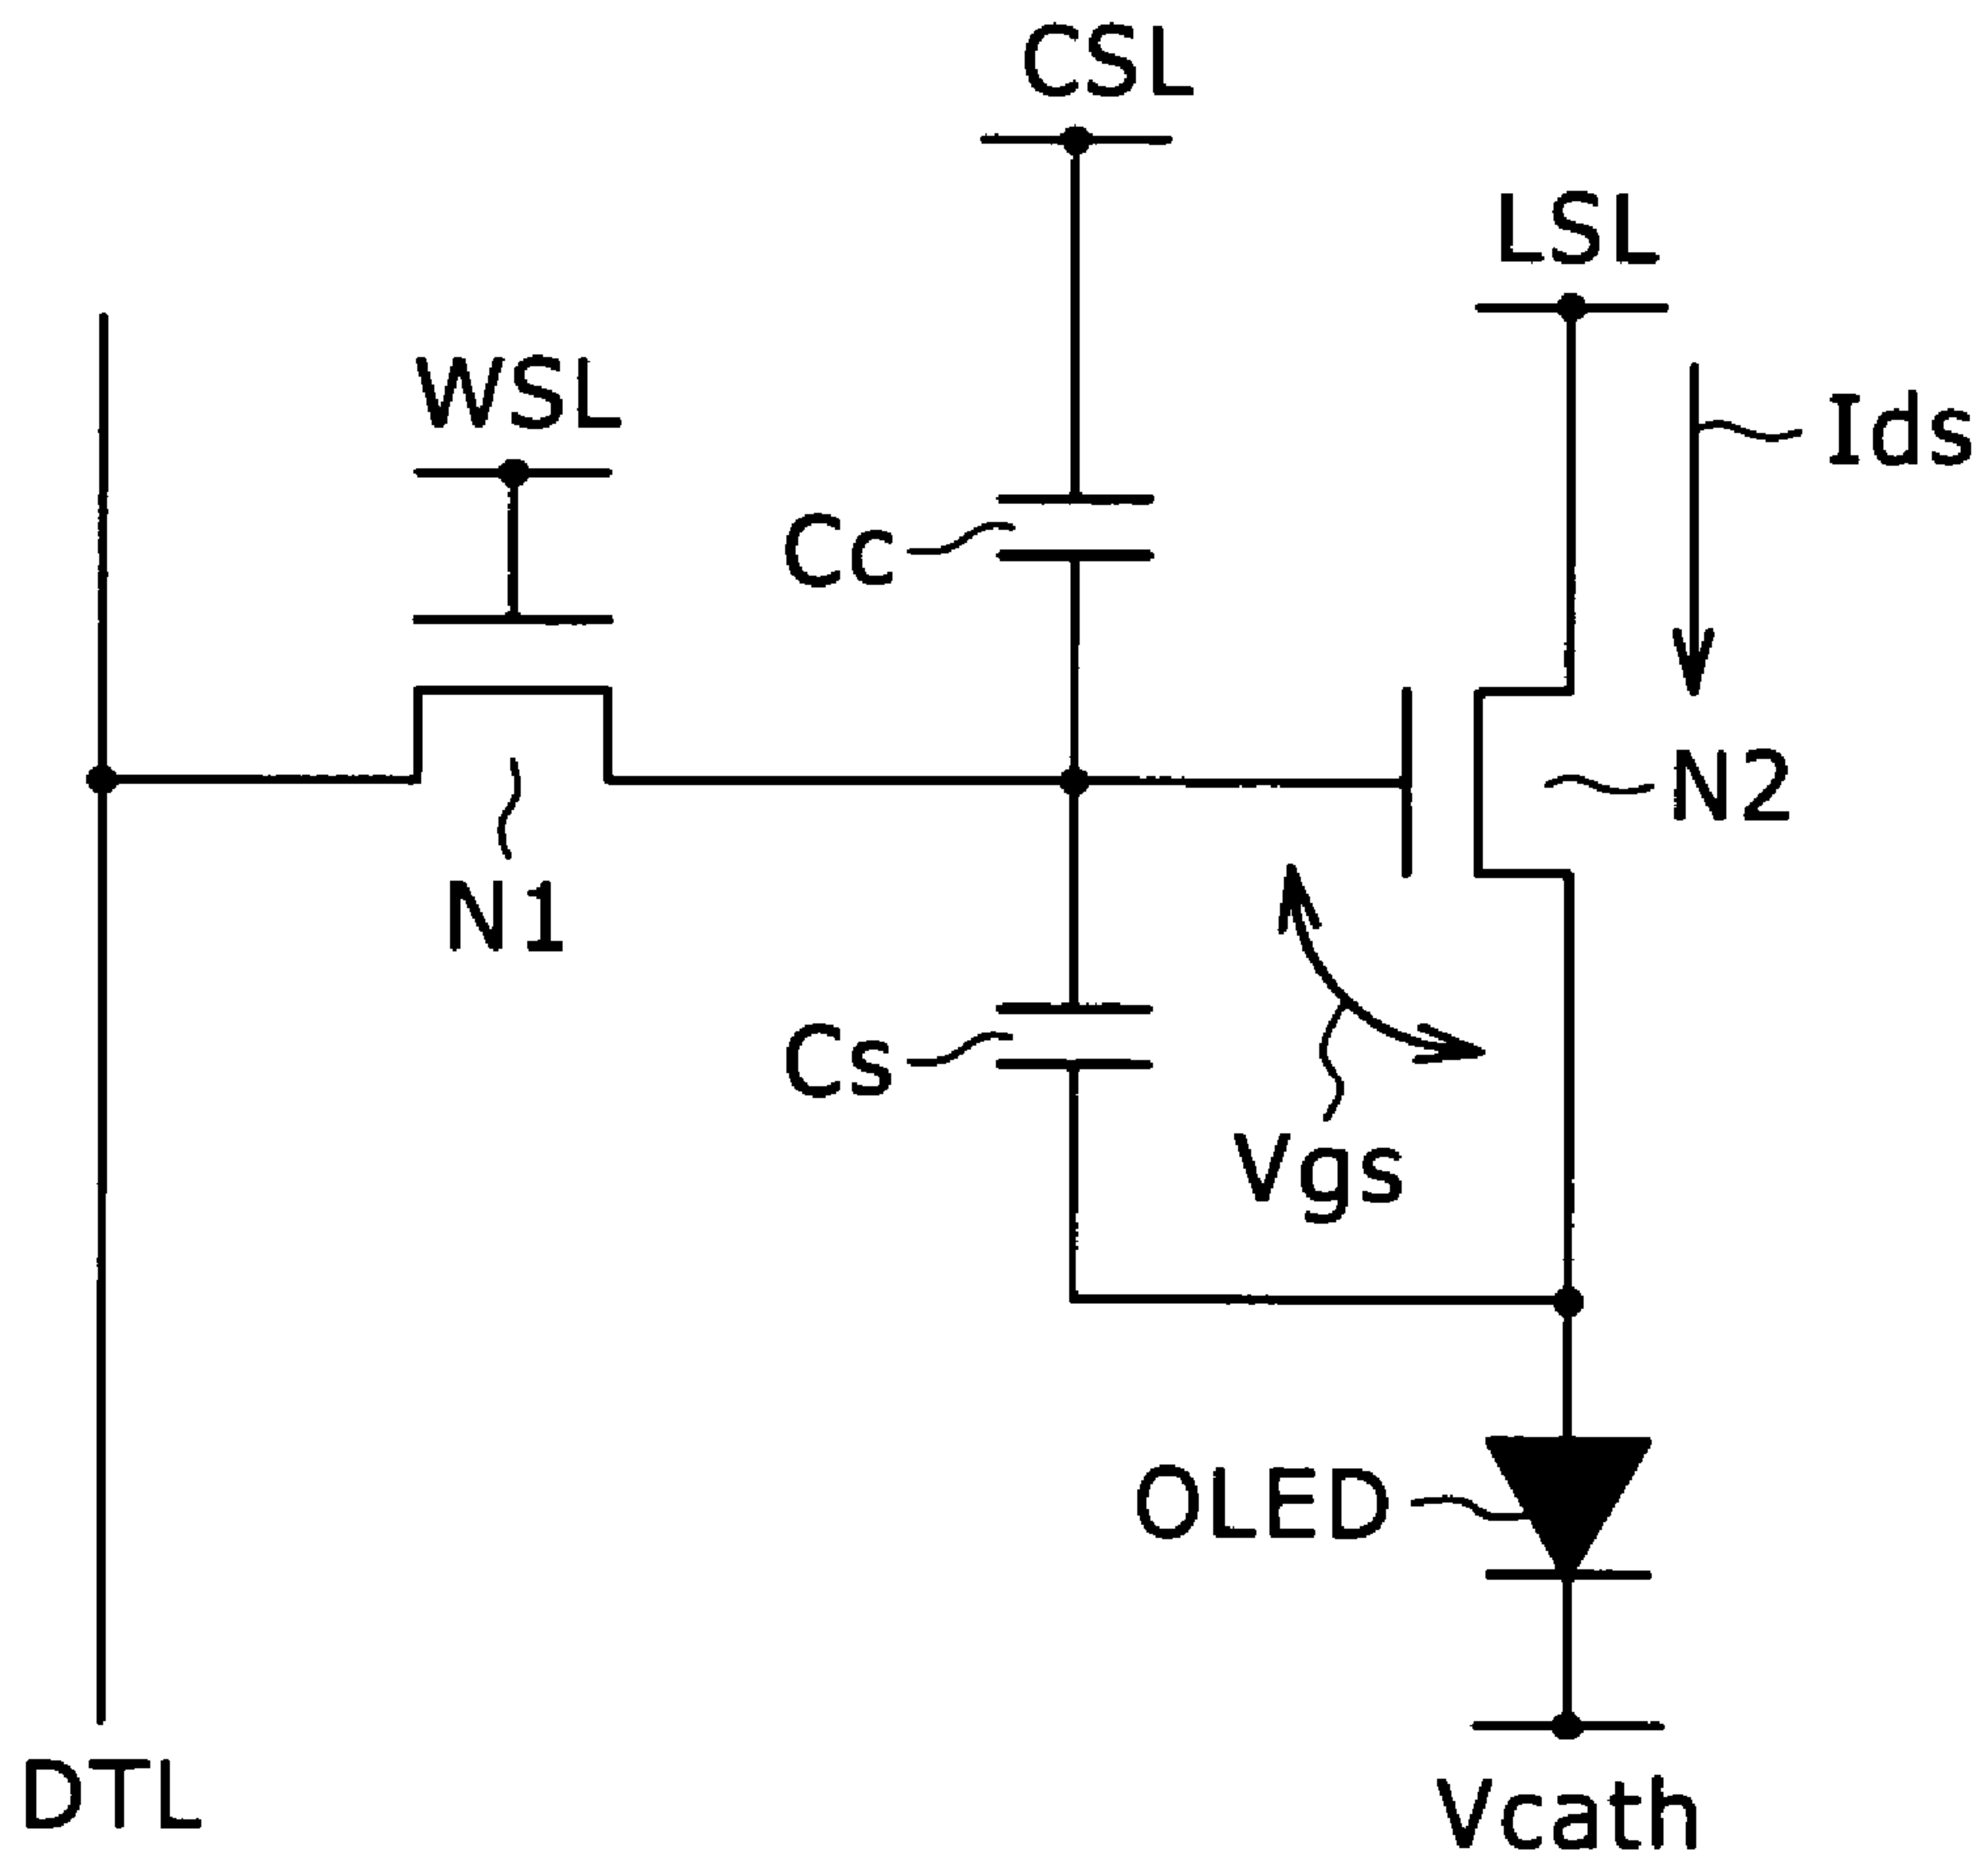 CSL
LSL
WSL
Ids
Cc
N2
N1
Cs
Vgs
OLED
DTL
Vcath